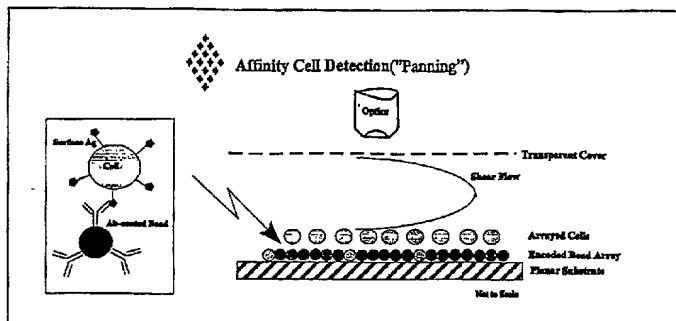 Affinity Cell Detection("Panning")
Optics
Surface Ag
Cell
Ab-coated Bead
Transparent Cover
Shear Flow
Arrayed Cells
Encoded Bead Array
Planar Substrate
Not to Scale